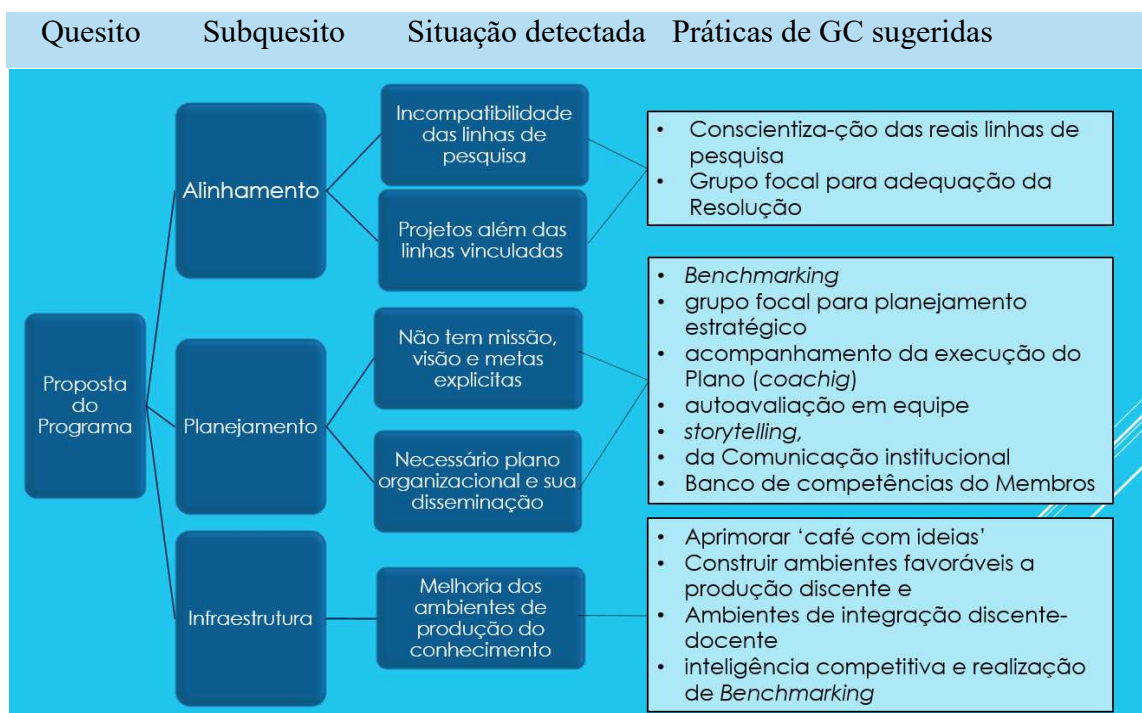 Quesito Subquesito Situação detectada Práticas de GC sugeridas
Proposta
do
Programa
Alinhamento
Incompatibilidade
das linhas de
pesquisa
Projetos além das
linhas vinculadas
• Conscientiza-ção das reais linhas de
pesquisa
• Grupo focal para adequação da
Resolução
Planejamento
Não tem missão,
visão e metas
explicitas
Necessário plano
organizacional e sua
disseminação
• Benchmarking
• grupo focal para planejamento
estratégico
• acompanhamento da execução do
Plano (coachig)
• autoavaliação em equipe
• storytelling,
• da Comunicação institucional
• Banco de competências do Membros
Infraestrutura
Melhoria dos
ambientes de
produção do
conhecimento
• Aprimorar ‘café com ideias’
• Construir ambientes favoráveis a
produção discente e
• Ambientes de integração discente-
docente
• inteligência competitiva e realização
de Benchmarking